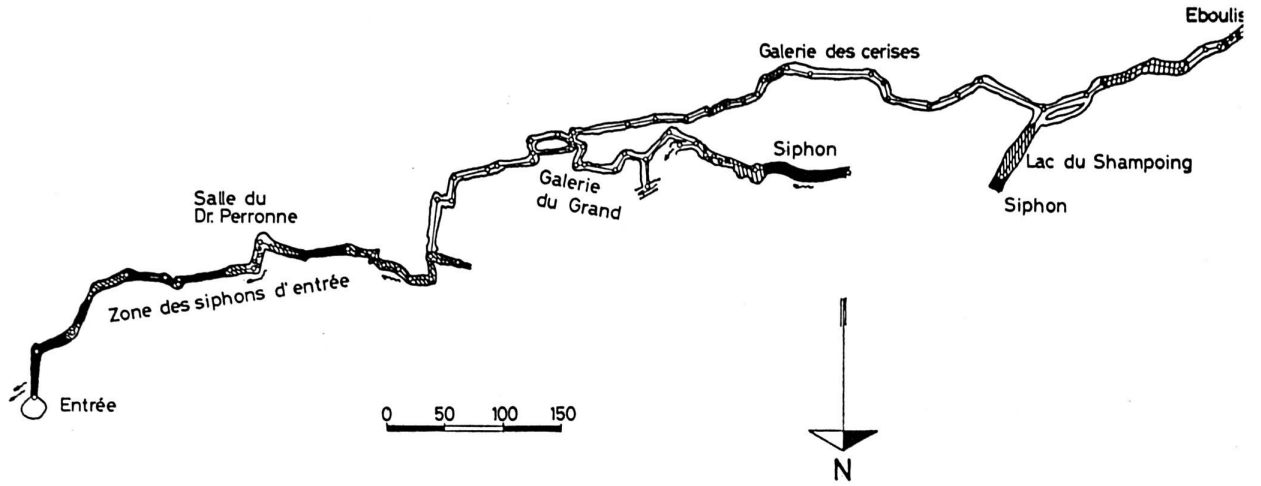 Eboulis
Galerie des cerises
Siphon
Lac du Shampoing
Siphon
Galerie
du Grand
Salle du
Dr. Perronne
Zone des siphons d'entrée
Entrée
0 50 100 150
N